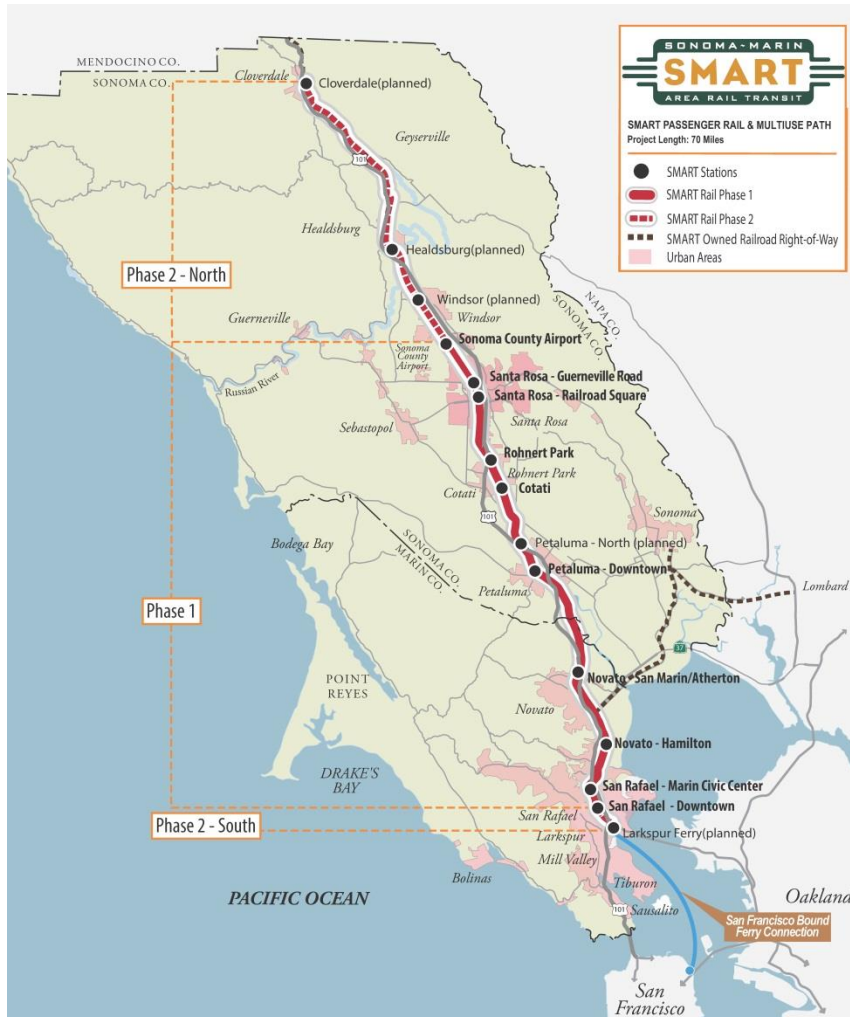 MENDOCINO CO.
SONOMA CO.
Cloverdale
Cloverdale(planned)
Geyserville
101
Healdsburg
Healdsburg(planned)
Phase 2 - North
Windsor (planned)
Guerneville
Windsor
Sonoma County Airport
Sonoma
County
Airport
Santa Rosa - Guerneville Road
Russian River
Santa Rosa - Railroad Square
Sebastopol
Santa Rosa
Rohnert Park
Rohnert Park
Cotati
Cotati
101
Sonoma
NAPA CO.
SONOMA CO.
Petaluma - North (planned)
Bodega Bay
SONOMA CO.
MARIN CO.
Petaluma - Downtown
Petaluma
Lombard
Phase 1
37
POINT
REYES
Novato - San Marin/Atherton
Novato
Novato - Hamilton
DRAKE'S
BAY
San Rafael - Marin Civic Center
San Rafael - Downtown
San Rafael
Phase 2 - South
Larkspur Ferry(planned)
Larkspur
Mill Valley
Bolinas
Tiburon
PACIFIC OCEAN
101
Sausalito
Oakland
San Francisco Bound
Ferry Connection
San
Francisco
SONOMA-MARIN
SMART
AREA RAIL TRANSIT
SMART PASSENGER RAIL & MULTIUSE PATH
Project Length: 70 Miles
SMART Stations
SMART Rail Phase 1
SMART Rail Phase 2
SMART Owned Railroad Right-of-Way
Urban Areas